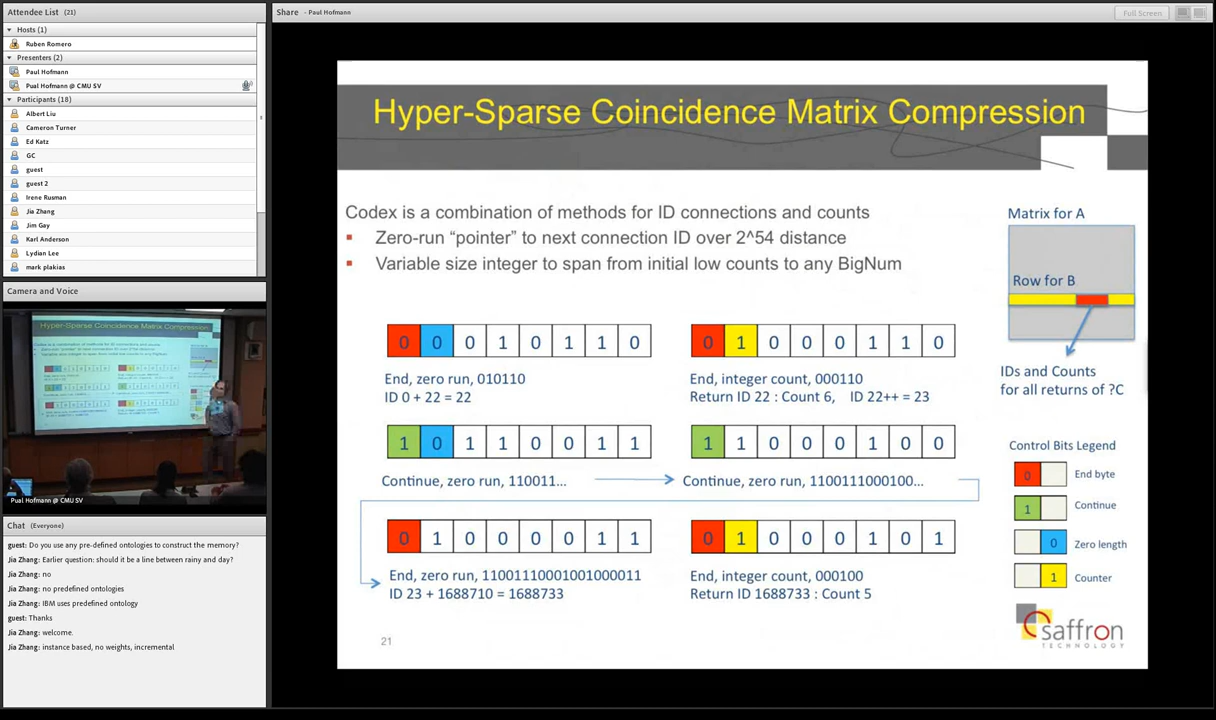 Attendee List (21)
Hosts (1)
Ruben Romero
Presenters (2)
Paul Hofmann
Pual Hofmann @ CMU SV
Participants (18)
Albert Liu
Cameron Turner
Ed Katz
GC
guest
guest 2
Irene Rusman
Jia Zhang
Jim Gay
Karl Anderson
Lydian Lee
mark plakias
Camera and Voice
Hyper-Sparse Coincidence Matrix Compression
Pual Hofmann @ CMU SV
Chat (Everyone)
guest: Do you use any pre-defined ontologies to construct the memory?
Jia Zhang: Earlier question: should it be a line between rainy and day?
Jia Zhang: no
Jia Zhang: no predefined ontologies
Jia Zhang: IBM uses predefined ontology
guest: Thanks
Jia Zhang: welcome.
Jia Zhang: instance based, no weights, incremental
Share - Paul Hofmann
Full Screen
Hyper-Sparse Coincidence Matrix Compression
Codex is a combination of methods for ID connections and counts
▪ Zero-run “pointer” to next connection ID over 2^54 distance
▪ Variable size integer to span from initial low counts to any BigNum
Matrix for A
Row for B
IDs and Counts
for all returns of ?C
0 0 0 1 0 1 1 0
0 1 0 0 0 1 1 0
End, zero run, 010110
ID 0 + 22 = 22
End, integer count, 000110
Return ID 22 : Count 6, ID 22++ = 23
1 0 1 1 0 0 1 1
1 1 0 0 0 1 0 0
Continue, zero run, 110011...
Continue, zero run, 1100111000100...
0 1 0 0 0 0 1 1
0 1 0 0 0 1 0 1
End, zero run, 11001110001001000011
ID 23 + 1688710 = 1688733
End, integer count, 000100
Return ID 1688733 : Count 5
Control Bits Legend
0 End byte
1 Continue
0 Zero length
1 Counter
21
saffron
TECHNOLOGY